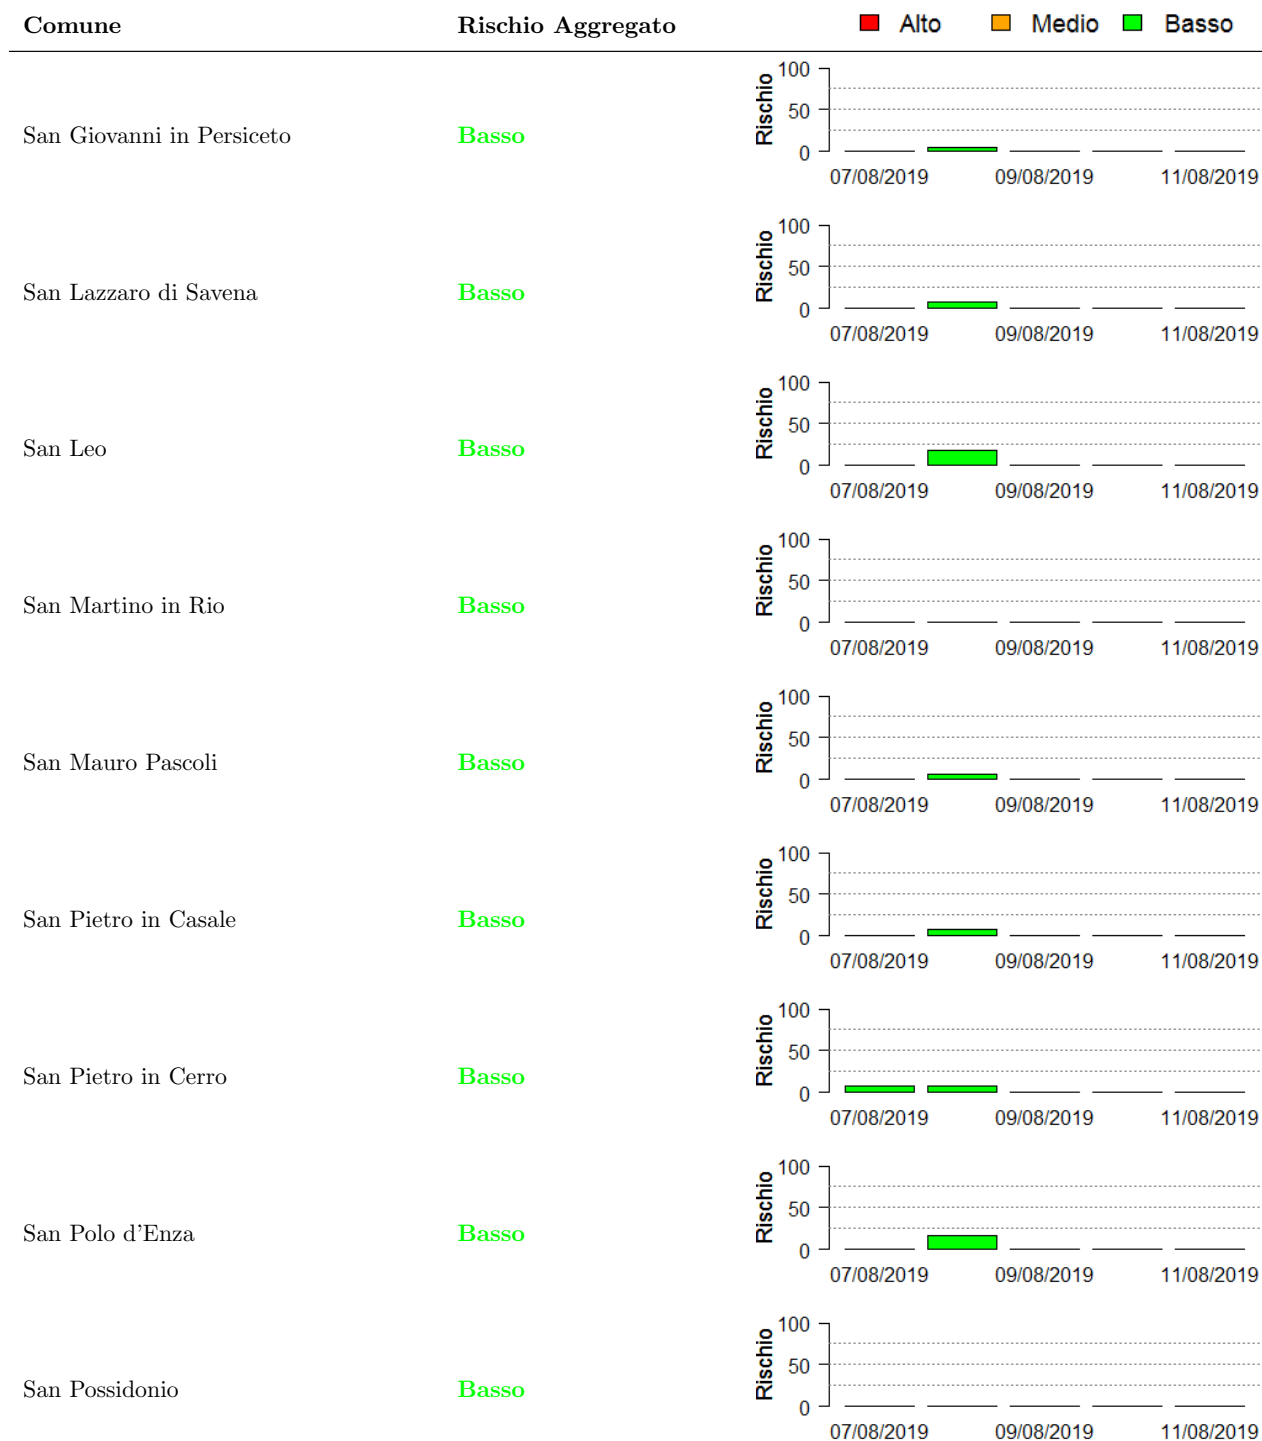 Comune Rischio Aggregato Alto Medio Basso
100
50
0
Rischio
San Giovanni in Persiceto Basso
07/08/2019 09/08/2019 11/08/2019
100
50
0
Rischio
San Lazzaro di Savena Basso
07/08/2019 09/08/2019 11/08/2019
100
50
0
Rischio
San Leo Basso
07/08/2019 09/08/2019 11/08/2019
100
50
0
Rischio
San Martino in Rio Basso
07/08/2019 09/08/2019 11/08/2019
100
50
0
Rischio
San Mauro Pascoli Basso
07/08/2019 09/08/2019 11/08/2019
100
50
0
Rischio
San Pietro in Casale Basso
07/08/2019 09/08/2019 11/08/2019
100
50
0
Rischio
San Pietro in Cerro Basso
07/08/2019 09/08/2019 11/08/2019
100
50
0
Rischio
San Polo d'Enza Basso
07/08/2019 09/08/2019 11/08/2019
100
50
0
Rischio
San Possidonio Basso
07/08/2019 09/08/2019 11/08/2019